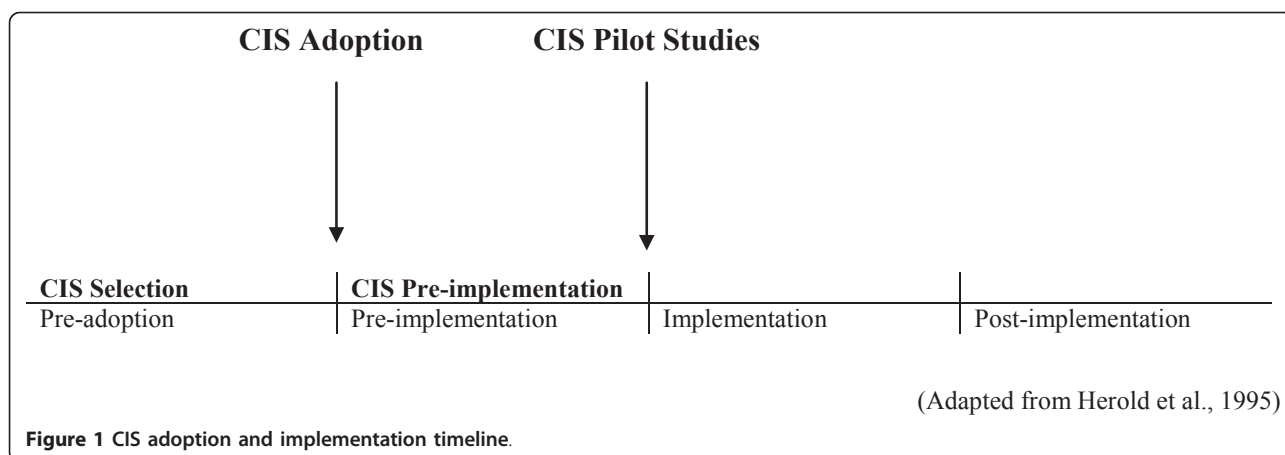 CIS Adoption CIS Pilot Studies
CIS Selection CIS Pre-implementation
Pre-adoption Pre-implementation Implementation Post-implementation
(Adapted from Herold et al., 1995)
Figure 1 CIS adoption and implementation timeline.